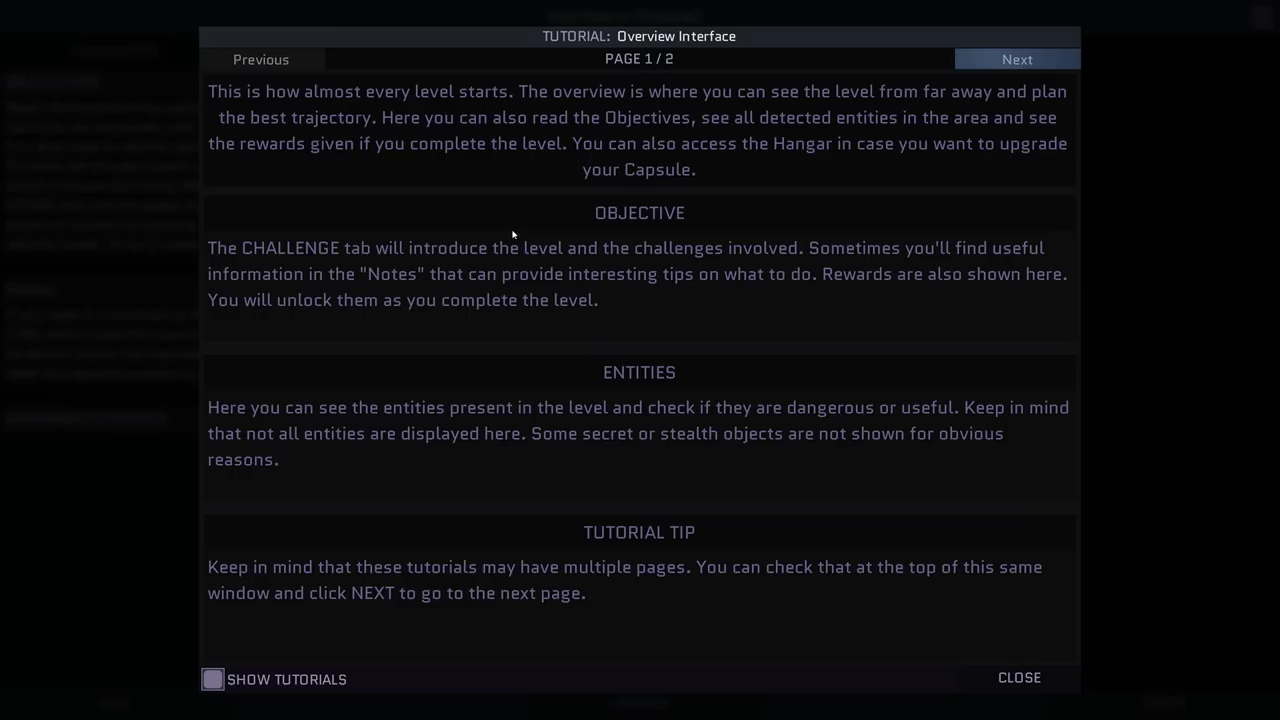 TUTORIAL: Overview Interface
Previous
PAGE 1 / 2
Next
This is how almost every level starts. The overview is where you can see the level from far away and plan
the best trajectory. Here you can also read the Objectives, see all detected entities in the area and see
the rewards given if you complete the level. You can also access the Hangar in case you want to upgrade
your Capsule.
OBJECTIVE
The CHALLENGE tab will introduce the level and the challenges involved. Sometimes you'll find useful
information in the "Notes" that can provide interesting tips on what to do. Rewards are also shown here.
You will unlock them as you complete the level.
ENTITIES
Here you can see the entities present in the level and check if they are dangerous or useful. Keep in mind
that not all entities are displayed here. Some secret or stealth objects are not shown for obvious
reasons.
TUTORIAL TIP
Keep in mind that these tutorials may have multiple pages. You can check that at the top of this same
window and click NEXT to go to the next page.
SHOW TUTORIALS
CLOSE